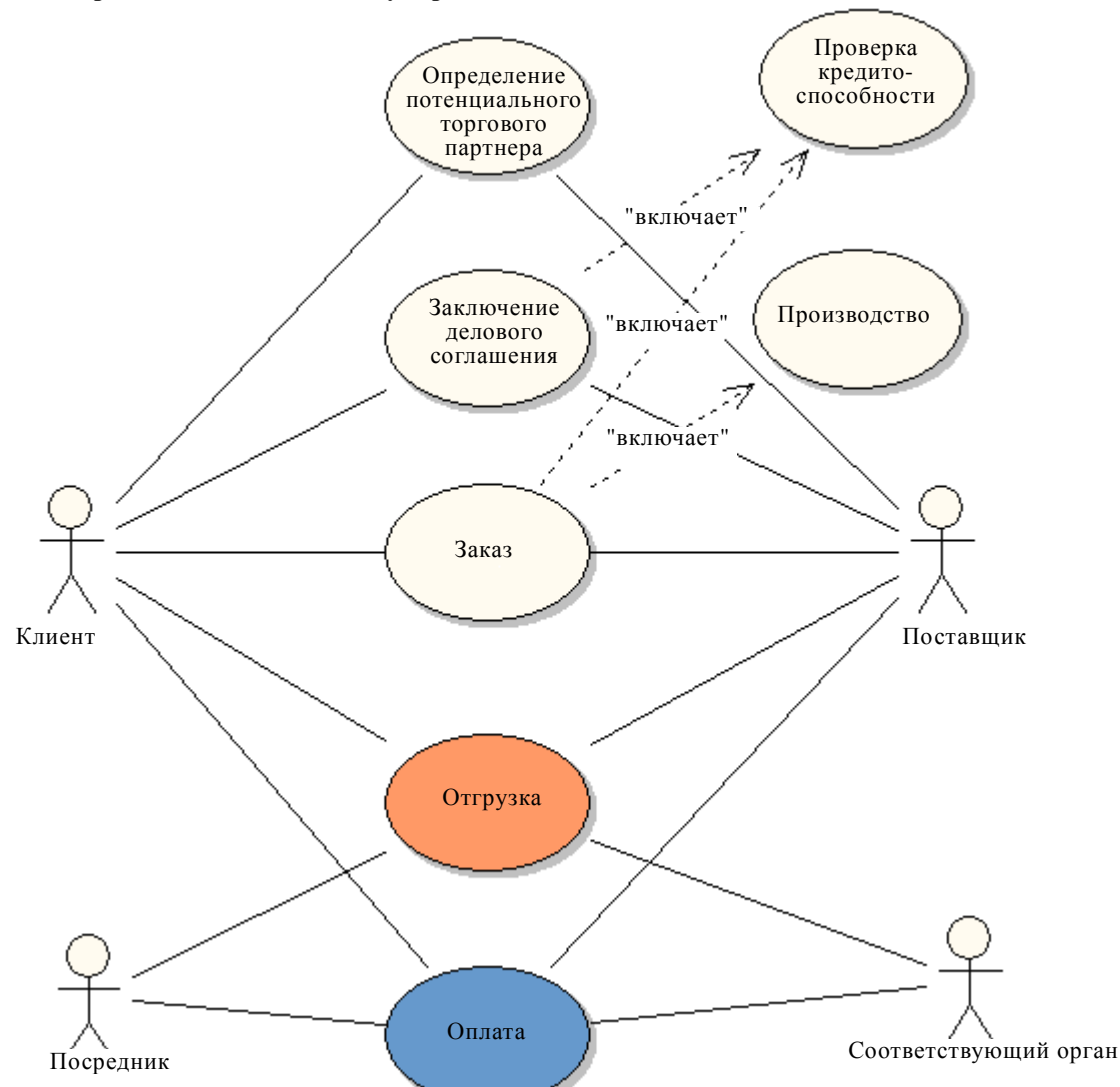 Определение
потенциального
торгового
партнера
Проверка
кредито-
способности
"включает"
Заключение
делового
соглашения
"включает"
Производство
"включает"
Заказ
Клиент
Поставщик
Отгрузка
Оплата
Посредник
Соответствующий орган